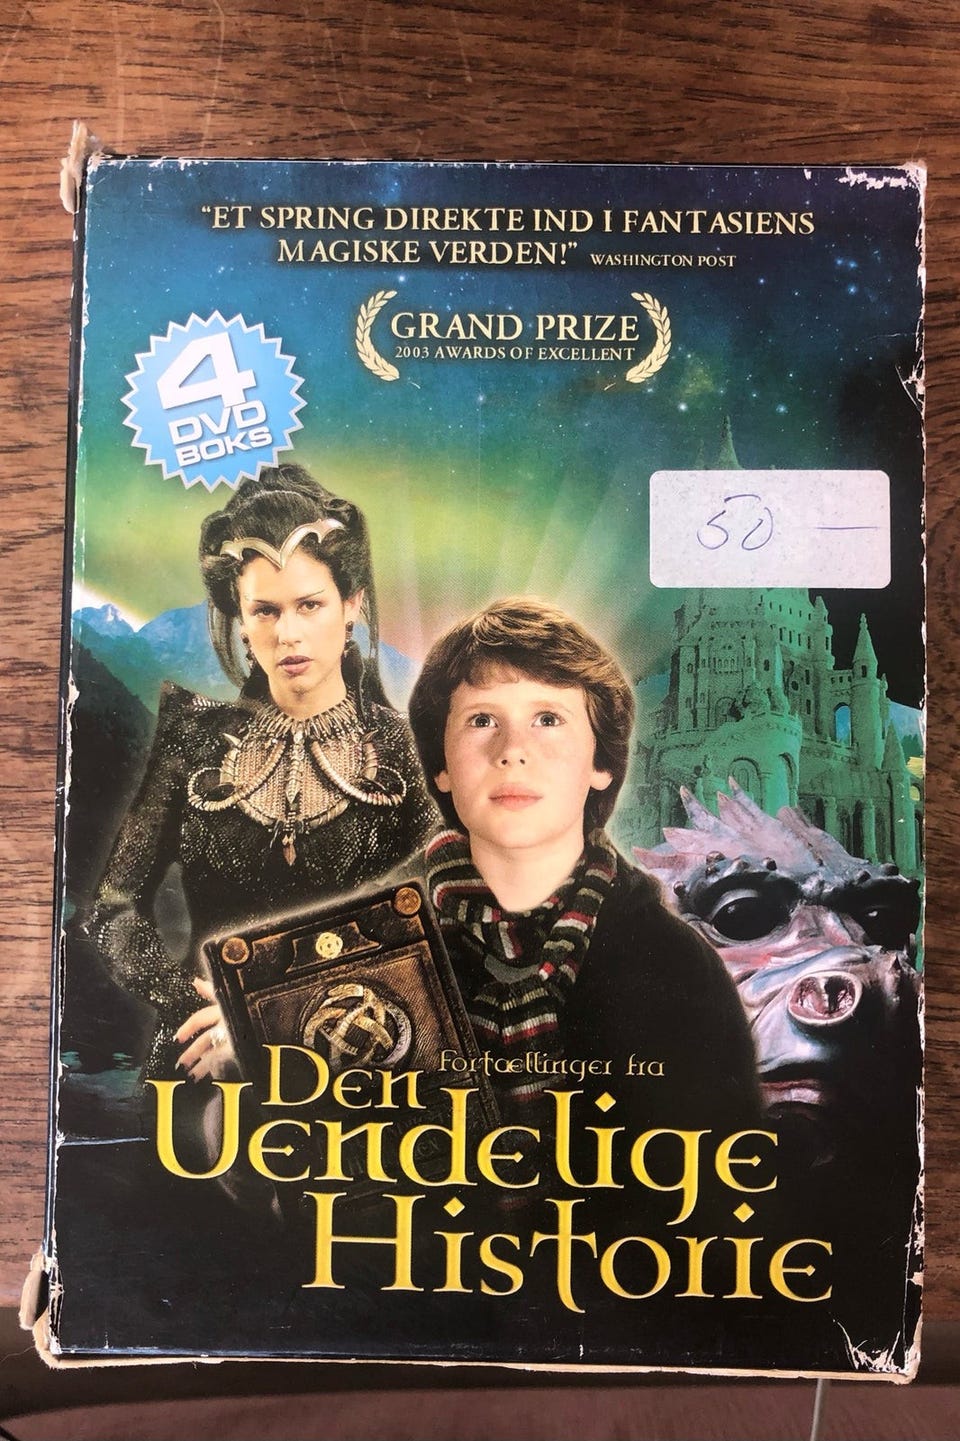 “ET SPRING DIREKTE IND I FANTASIENS
MAGISKE VERDEN!” WASHINGTON POST
GRAND PRIZE
2003 AWARDS OF EXCELLENT
4
DVD
BOKS
50 —
Fortællinger fra
Den
Uendelige
Historie